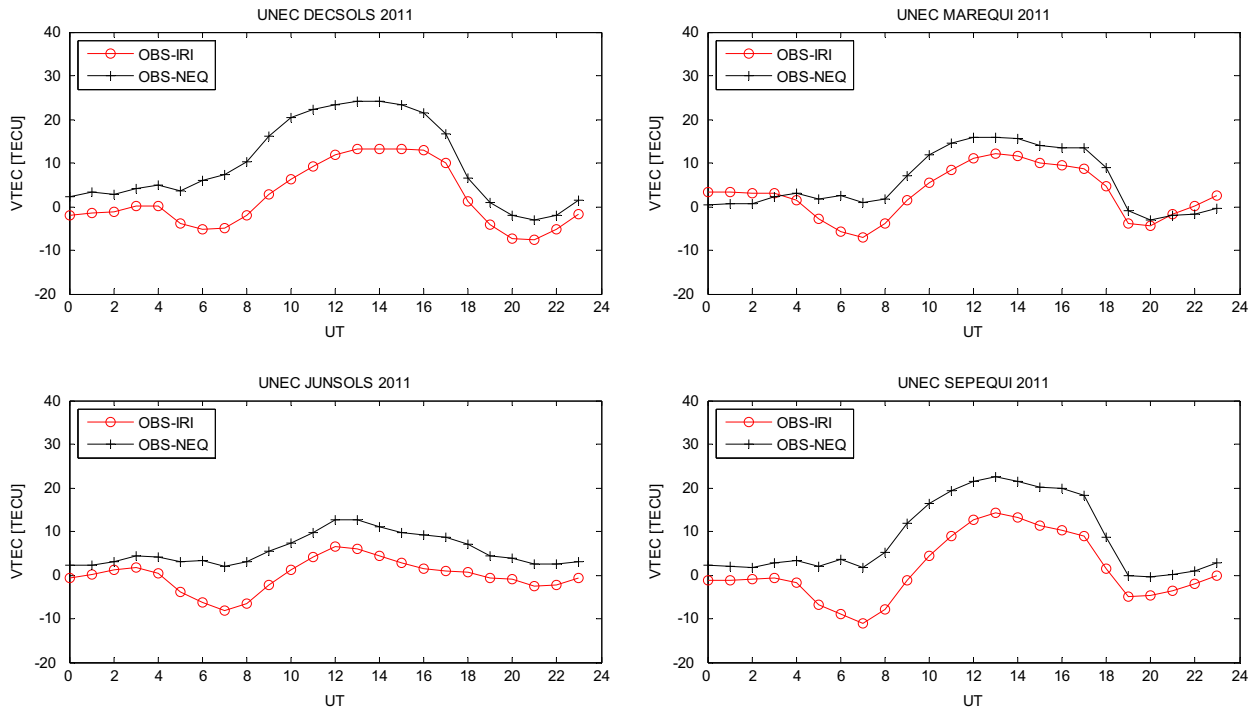 UNEC DECSOLS 2011
40
30
20
10
0
-10
-20
VTEC [TECU]
OBS-IRI
OBS-NEQ
0 2 4 6 8 10 12 14 16 18 20 22 24
UT
UNEC MAREQUI 2011
40
30
20
10
0
-10
-20
VTEC [TECU]
OBS-IRI
OBS-NEQ
0 2 4 6 8 10 12 14 16 18 20 22 24
UT
UNEC JUNSOLS 2011
40
30
20
10
0
-10
-20
VTEC [TECU]
OBS-IRI
OBS-NEQ
0 2 4 6 8 10 12 14 16 18 20 22 24
UT
UNEC SEPEQUI 2011
40
30
20
10
0
-10
-20
VTEC [TECU]
OBS-IRI
OBS-NEQ
0 2 4 6 8 10 12 14 16 18 20 22 24
UT